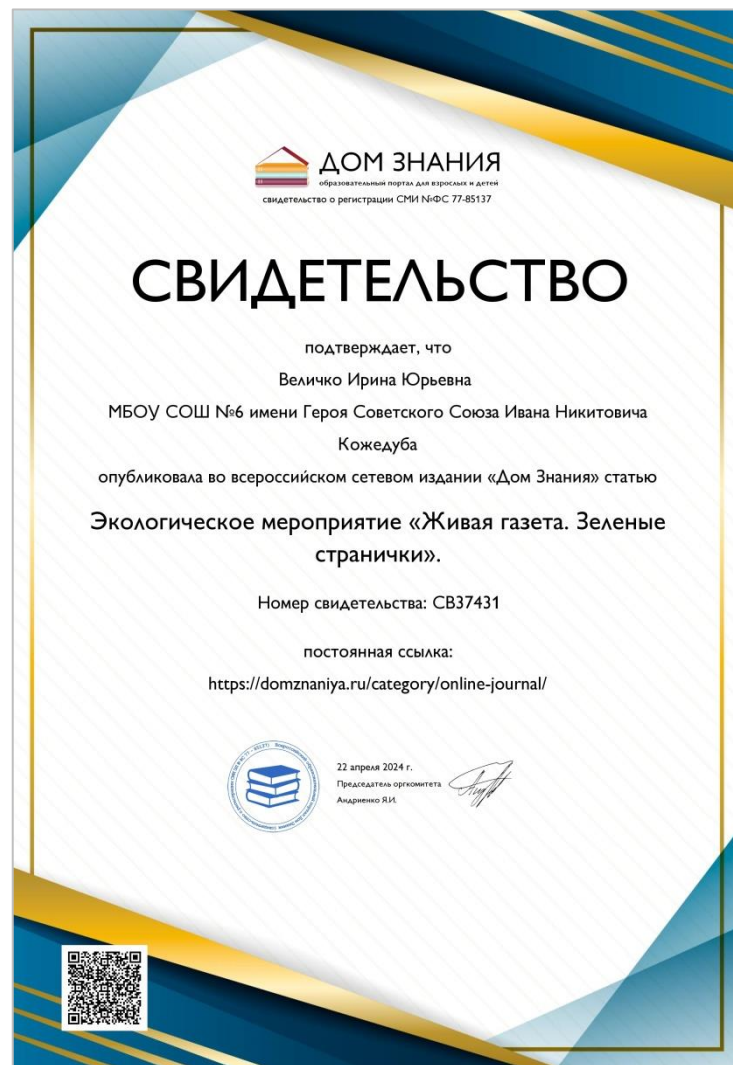 ДОМ ЗНАНИЯ
образовательный портал для взрослых и детей
свидетельство о регистрации СМИ №ФС 77-85137
СВИДЕТЕЛЬСТВО
подтверждает, что
Величко Ирина Юрьевна
МБОУ СОШ №6 имени Героя Советского Союза Ивана Никитовича
Кожедуба
опубликовала во всероссийском сетевом издании «Дом Знания» статью
Экологическое мероприятие «Живая газета. Зеленые
странички».
Номер свидетельства: СВ37431
постоянная ссылка:
https://domznaniya.ru/category/online-journal/
22 апреля 2024 г.
Председатель оргкомитета
Андриенко Я.И.